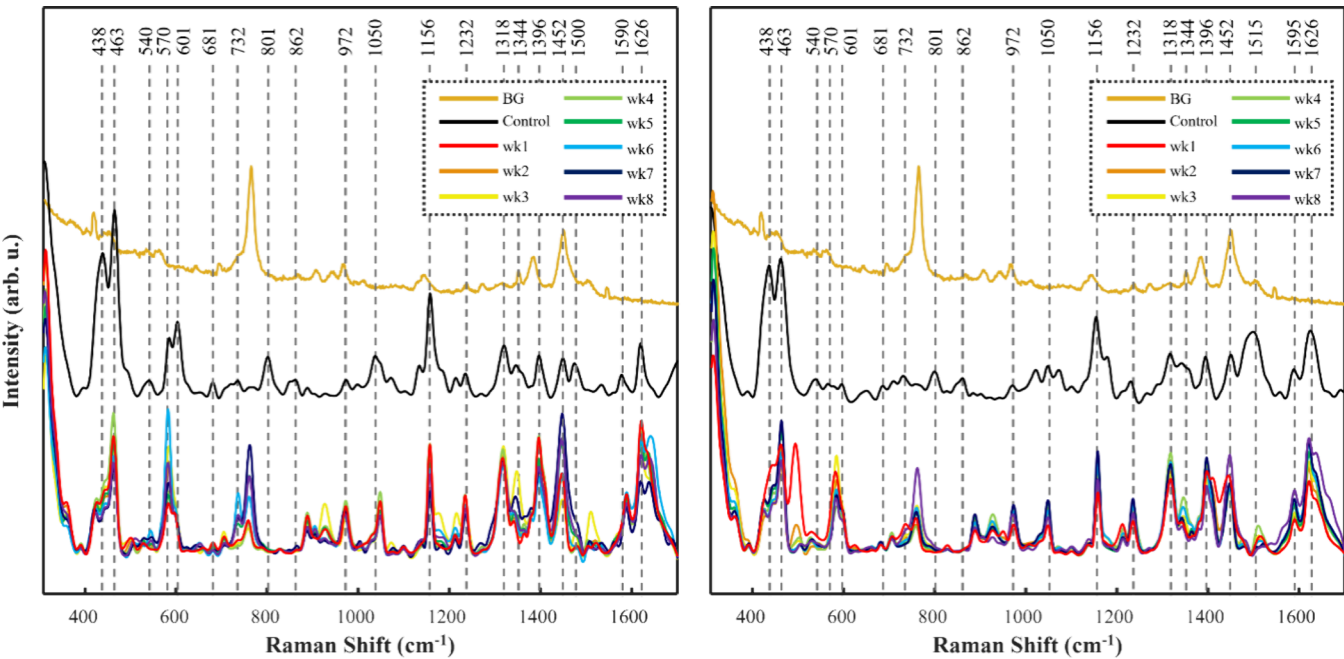 Intensity (arb. u.)
438
463
540
570
601
681
732
801
862
972
1050
1156
1232
1318
1344
1396
1452
1500
1590
1626
BG
Control
wk1
wk2
wk3
wk4
wk5
wk6
wk7
wk8
400 600 800 1000 1200 1400 1600
Raman Shift (cm-1)
438
463
540
570
601
681
732
801
862
972
1050
1156
1232
1318
1344
1396
1452
1515
1595
1626
BG
Control
wk1
wk2
wk3
wk4
wk5
wk6
wk7
wk8
400 600 800 1000 1200 1400 1600
Raman Shift (cm-1)